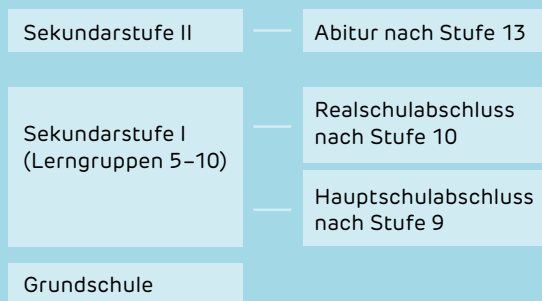 Sekundarstufe II
Abitur nach Stufe 13
Sekundarstufe I
(Lerngruppen 5–10)
Realschulabschluss
nach Stufe 10
Hauptschulabschluss
nach Stufe 9
Grundschule